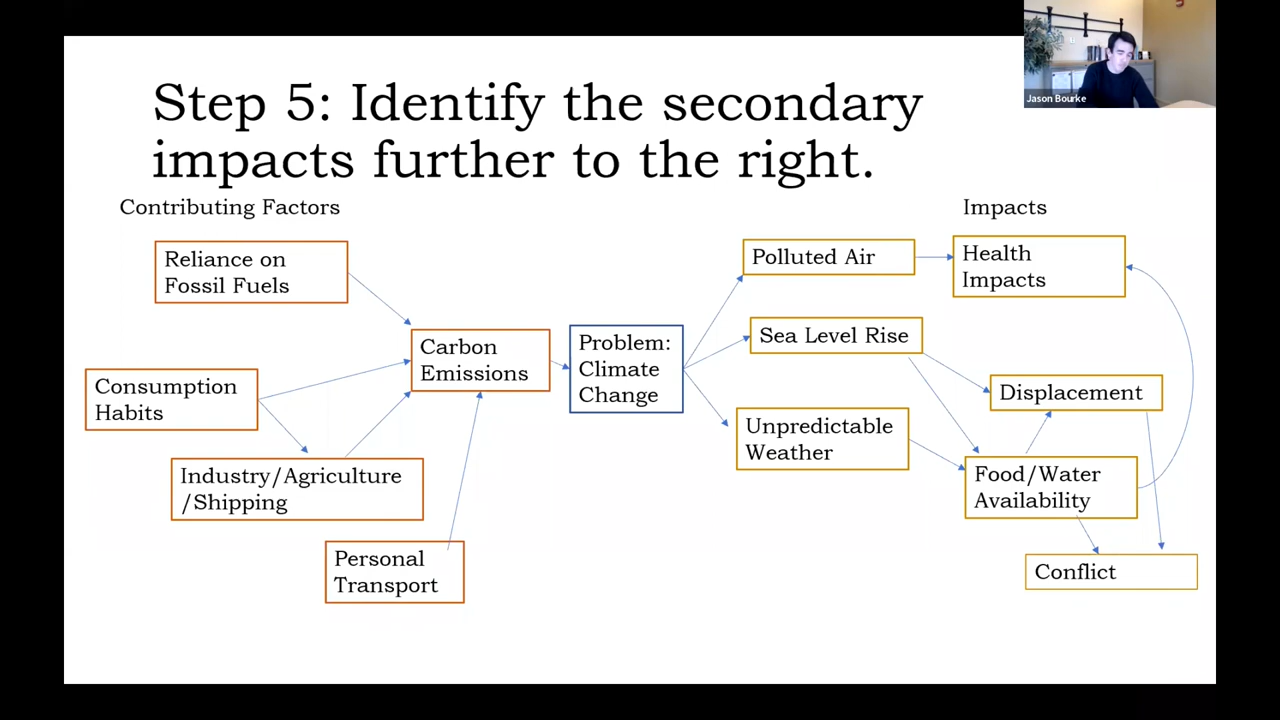 Jason Bourke
Step 5: Identify the secondary
impacts further to the right.
Contributing Factors
Impacts
Reliance on
Fossil Fuels
Consumption
Habits
Industry/Agriculture
/Shipping
Personal
Transport
Carbon
Emissions
Problem:
Climate
Change
Polluted Air
Sea Level Rise
Unpredictable
Weather
Health
Impacts
Displacement
Food/Water
Availability
Conflict